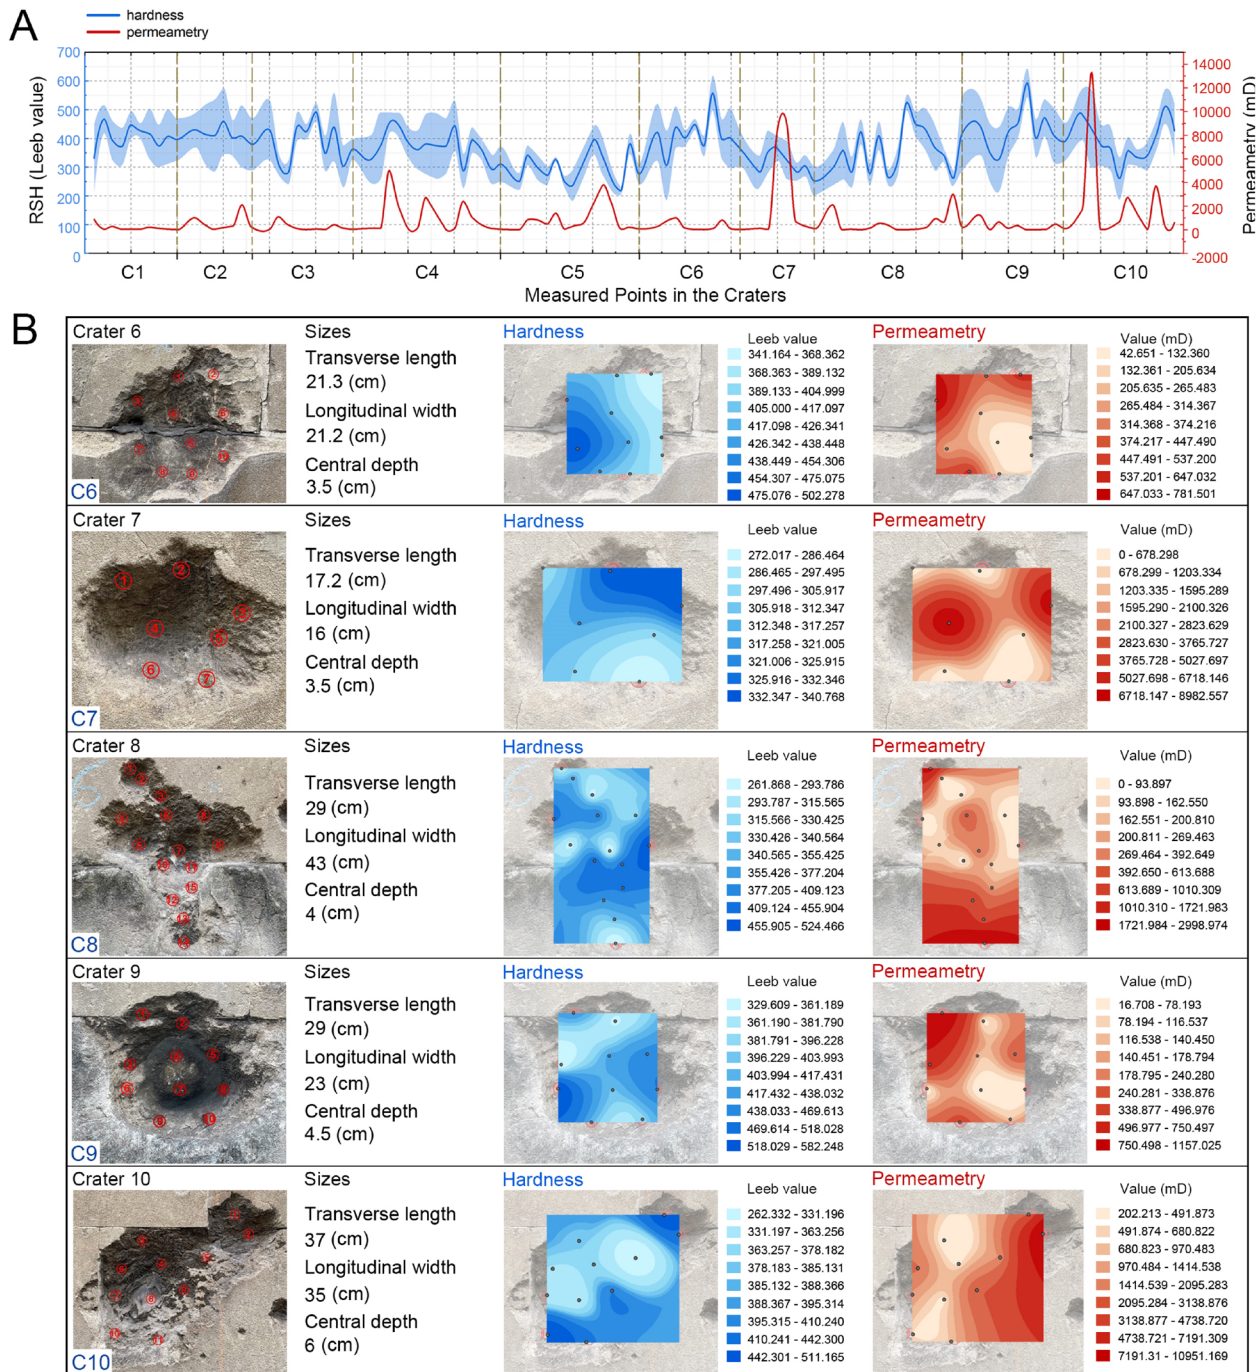 A
hardness
permeametry
RSH (Leeb value)
700
600
500
400
300
200
100
0
14000
12000
10000
8000
6000
4000
2000
0
-2000
Permeametry (mD)
C1 C2 C3 C4 C5 C6 C7 C8 C9 C10
Measured Points in the Craters
B
Crater 6
C6
Sizes
Transverse length
21.3 (cm)
Longitudinal width
21.2 (cm)
Central depth
3.5 (cm)
Hardness
Leeb value
341.164 - 368.362
368.363 - 389.132
389.133 - 404.999
405.000 - 417.097
417.098 - 426.341
426.342 - 438.448
438.449 - 454.306
454.307 - 475.075
475.076 - 502.278
Permeametry
Value (mD)
42.651 - 132.360
132.361 - 205.634
205.635 - 265.483
265.484 - 314.367
314.368 - 374.216
374.217 - 447.490
447.491 - 537.200
537.201 - 647.032
647.033 - 781.501
Crater 7
1
2
3
4
5
6
7
C7
Sizes
Transverse length
17.2 (cm)
Longitudinal width
16 (cm)
Central depth
3.5 (cm)
Hardness
Leeb value
272.017 - 286.464
286.465 - 297.495
297.496 - 305.917
305.918 - 312.347
312.348 - 317.257
317.258 - 321.005
321.006 - 325.915
325.916 - 332.346
332.347 - 340.768
Permeametry
Value (mD)
0 - 678.298
678.299 - 1203.334
1203.335 - 1595.289
1595.290 - 2100.326
2100.327 - 2823.629
2823.630 - 3765.727
3765.728 - 5027.697
5027.698 - 6718.146
6718.147 - 8982.557
Crater 8
C8
Sizes
Transverse length
29 (cm)
Longitudinal width
43 (cm)
Central depth
4 (cm)
Hardness
Leeb value
261.868 - 293.786
293.787 - 315.565
315.566 - 330.425
330.426 - 340.564
340.565 - 355.425
355.426 - 377.204
377.205 - 409.123
409.124 - 455.904
455.905 - 524.466
Permeametry
Value (mD)
0 - 93.897
93.898 - 162.550
162.551 - 200.810
200.811 - 269.463
269.464 - 392.649
392.650 - 613.688
613.689 - 1010.309
1010.310 - 1721.983
1721.984 - 2998.974
Crater 9
C9
Sizes
Transverse length
29 (cm)
Longitudinal width
23 (cm)
Central depth
4.5 (cm)
Hardness
Leeb value
329.609 - 361.189
361.190 - 381.790
381.791 - 396.228
396.229 - 403.993
403.994 - 417.431
417.432 - 438.032
438.033 - 469.613
469.614 - 518.028
518.029 - 582.248
Permeametry
Value (mD)
16.708 - 78.193
78.194 - 116.537
116.538 - 140.450
140.451 - 178.794
178.795 - 240.280
240.281 - 338.876
338.877 - 496.976
496.977 - 750.497
750.498 - 1157.025
Crater 10
C10
Sizes
Transverse length
37 (cm)
Longitudinal width
35 (cm)
Central depth
6 (cm)
Hardness
Leeb value
262.332 - 331.196
331.197 - 363.256
363.257 - 378.182
378.183 - 385.131
385.132 - 388.366
388.367 - 395.314
395.315 - 410.240
410.241 - 442.300
442.301 - 511.165
Permeametry
Value (mD)
202.213 - 491.873
491.874 - 680.822
680.823 - 970.483
970.484 - 1414.538
1414.539 - 2095.283
2095.284 - 3138.876
3138.877 - 4738.720
4738.721 - 7191.309
7191.31 - 10951.169